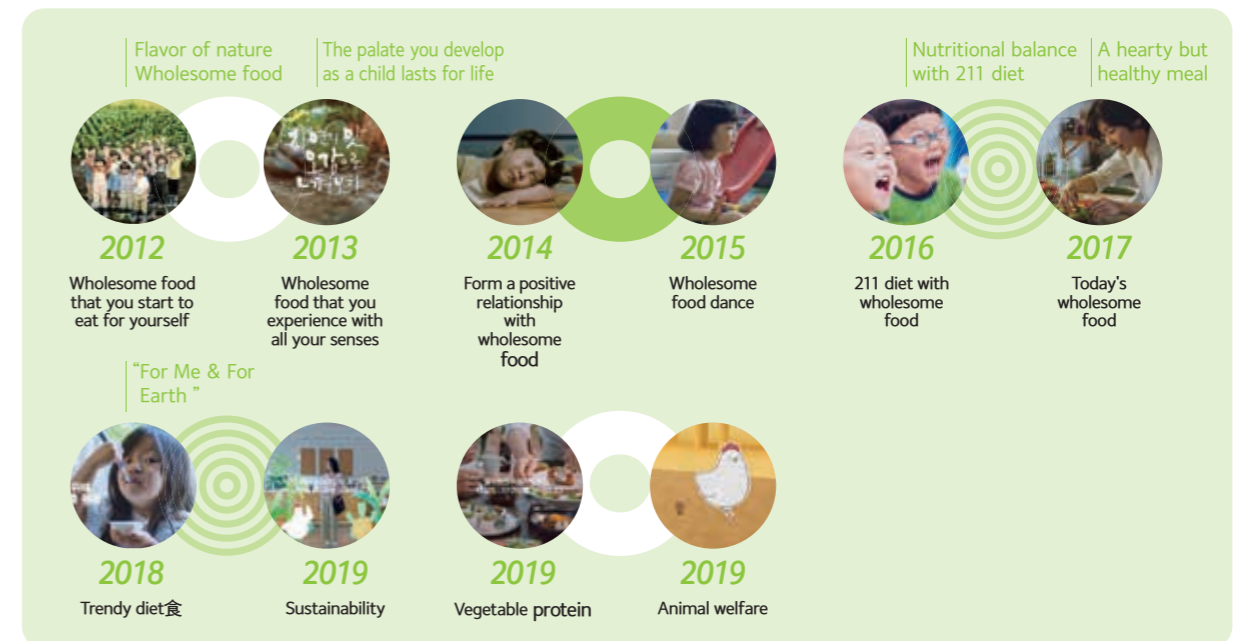 Flavor of nature
Wholesome food
The palate you develop
as a child lasts for life
Nutritional balance
with 211 diet
A hearty but
healthy meal
2012
Wholesome food
that you start to
eat for yourself
2013
Wholesome
food that you
experience with
all your senses
2014
Form a positive
relationship
with
wholesome
food
2015
Wholesome
food dance
2016
211 diet with
wholesome
food
2017
Today's
wholesome
food
“For Me & For
Earth ”
2018
Trendy diet食
2019
Sustainability
2019
Vegetable protein
2019
Animal welfare